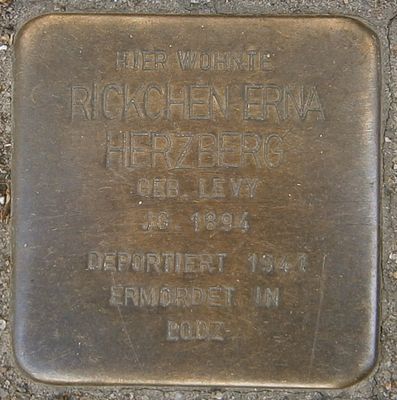 HIER WOHNTE
RICKCHEN ERNA
HERZBERG
GEB. LEVY
JG. 1894
DEPORTIERT 1941
ERMORDET IN
LODZ